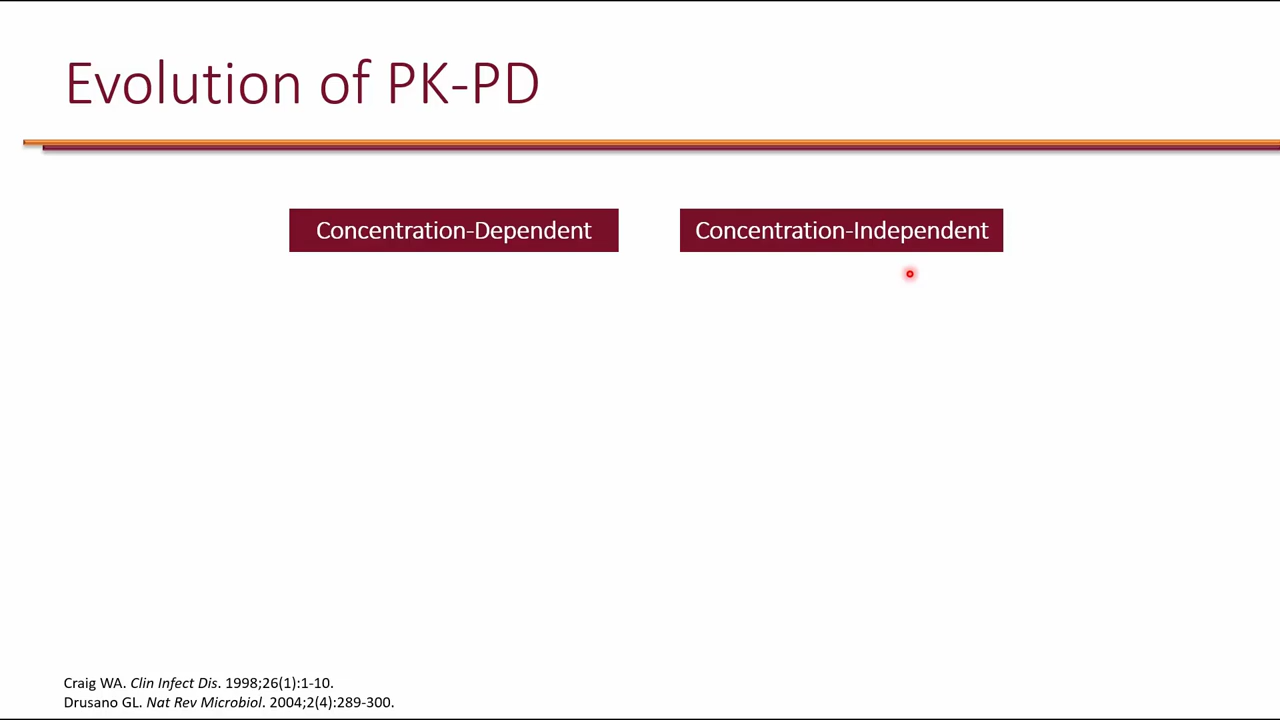 Evolution of PK-PD
Concentration-Dependent
Concentration-Independent
Craig WA. Clin Infect Dis. 1998;26(1):1-10.
Drusano GL. Nat Rev Microbiol. 2004;2(4):289-300.